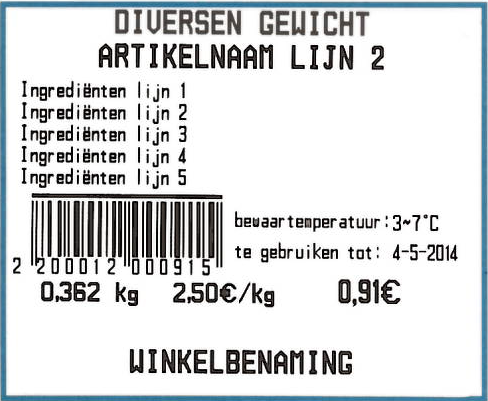 DIVERSEN GEWICHT
ARTIKELNAAM LIJN 2
Ingrediënten lijn 1
Ingrediënten lijn 2
Ingrediënten lijn 3
Ingrediënten lijn 4
Ingrediënten lijn 5
bewaartemperatuur:3~7°C
te gebruiken tot: 4-5-2014
2 200012 000915
0,362 kg 2,50€/kg 0,91€
WINKELBENAMING